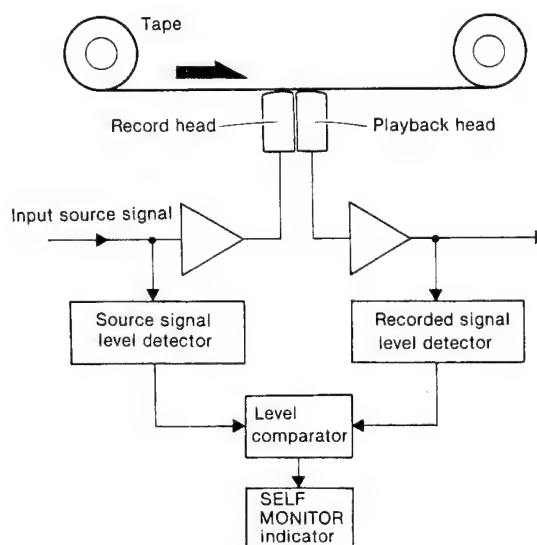 Tape
Record head
Playback head
Input source signal
Source signal
level detector
Recorded signal
level detector
Level
comparator
SELF
MONITOR
indicator